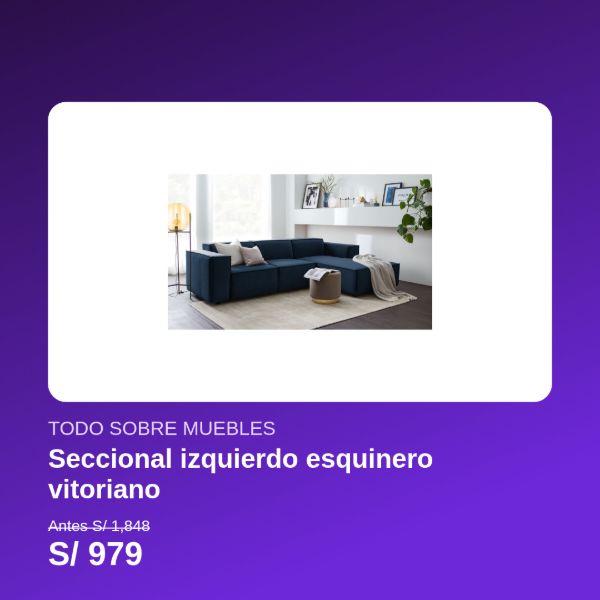 TODO SOBRE MUEBLES
Seccional izquierdo esquinero
vitoriano
Antes S/ 1,848
S/ 979